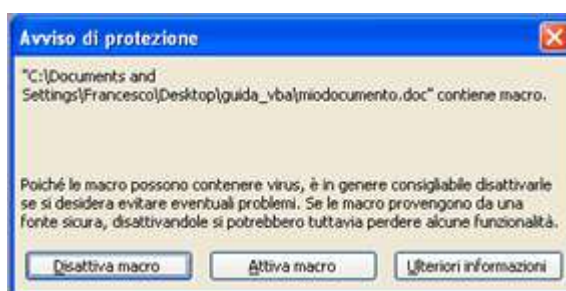 Avviso di protezione
"C:\Documents and
Settings\Francesco\Desktop\guida_vba\miodocumento.doc" contiene macro.
Poiché le macro possono contenere virus, è in genere consigliabile disattivarle
se si desidera evitare eventuali problemi. Se le macro provengono da una
fonte sicura, disattivandole si potrebbero tuttavia perdere alcune funzionalità.
Disattiva macro Attiva macro Ulteriori informazioni